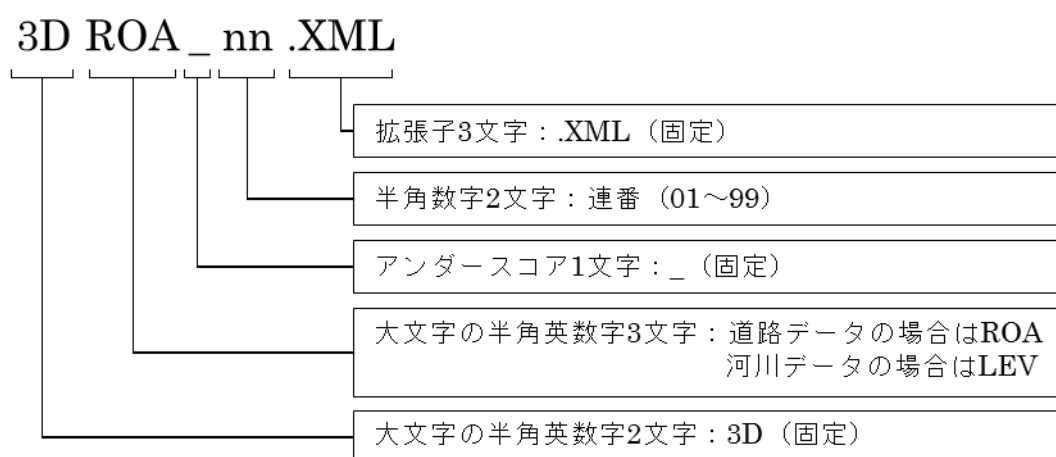 3D ROA _ nn .XML
拡張子3文字：.XML（固定）
半角数字2文字：連番（01～99）
アンダースコア1文字：_（固定）
大文字の半角英数字3文字：道路データの場合はROA
河川データの場合はLEV
大文字の半角英数字2文字：3D（固定）